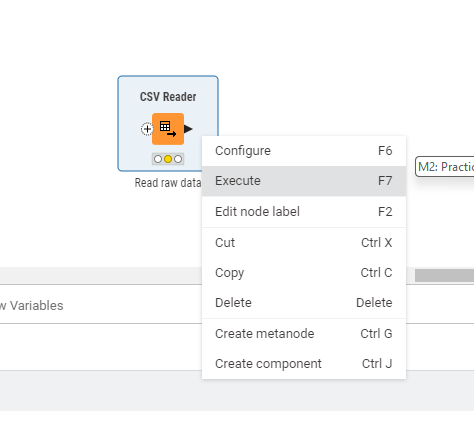 CSV Reader
Read raw data
Configure F6
Execute F7
Edit node label F2
Cut Ctrl X
Copy Ctrl C
Delete Delete
Create metanode Ctrl G
Create component Ctrl J
M2: Practic
w Variables